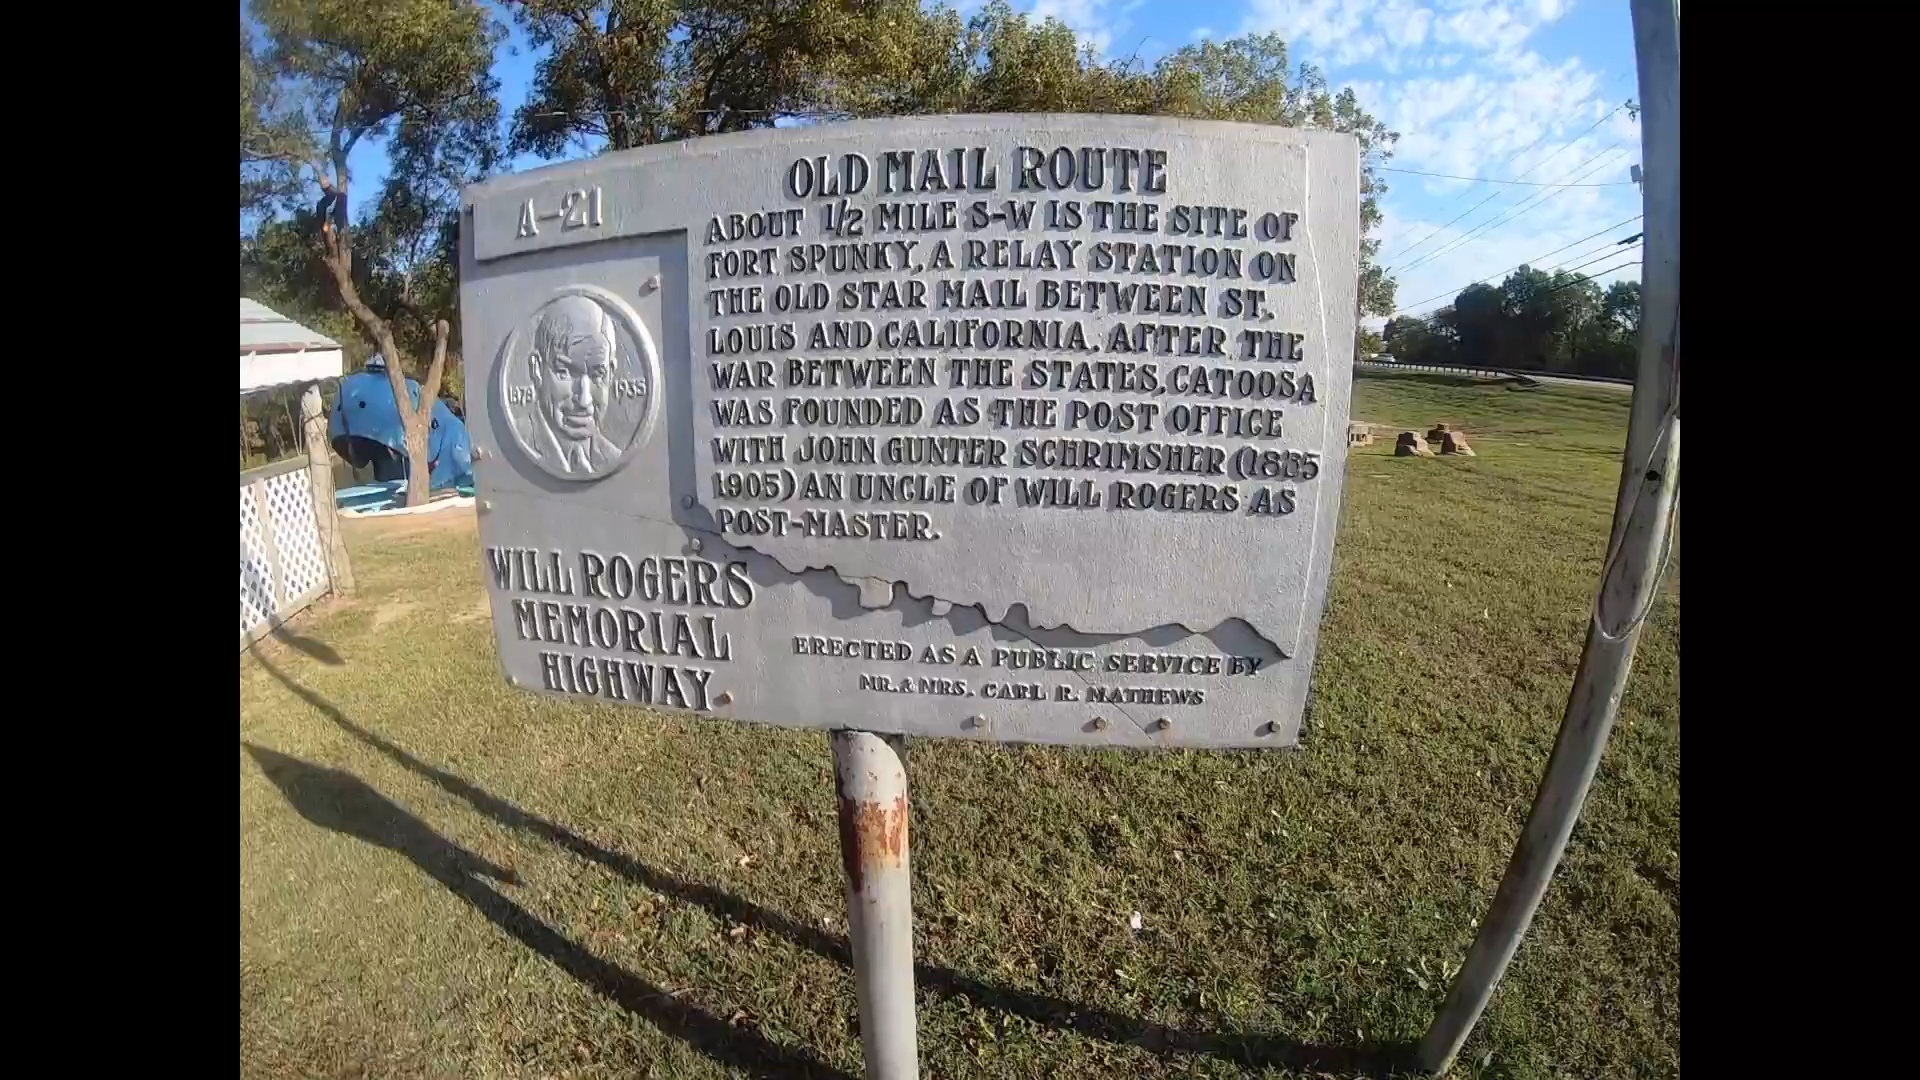 OLD MAIL ROUTE
A-21
ABOUT 1/2 MILE S-W IS THE SITE OF
FORT SPUNKY, A RELAY STATION ON
THE OLD STAR MAIL BETWEEN ST.
LOUIS AND CALIFORNIA. AFTER THE
WAR BETWEEN THE STATES, CATOOSA
WAS FOUNDED AS THE POST OFFICE
WITH JOHN GUNTER SCHRIMSHER (1835
1905) AN UNCLE OF WILL ROGERS AS
POST-MASTER.
1879 1935
WILL ROGERS
MEMORIAL
HIGHWAY
ERECTED AS A PUBLIC SERVICE BY
MR. & MRS. CARL R. MATHEWS